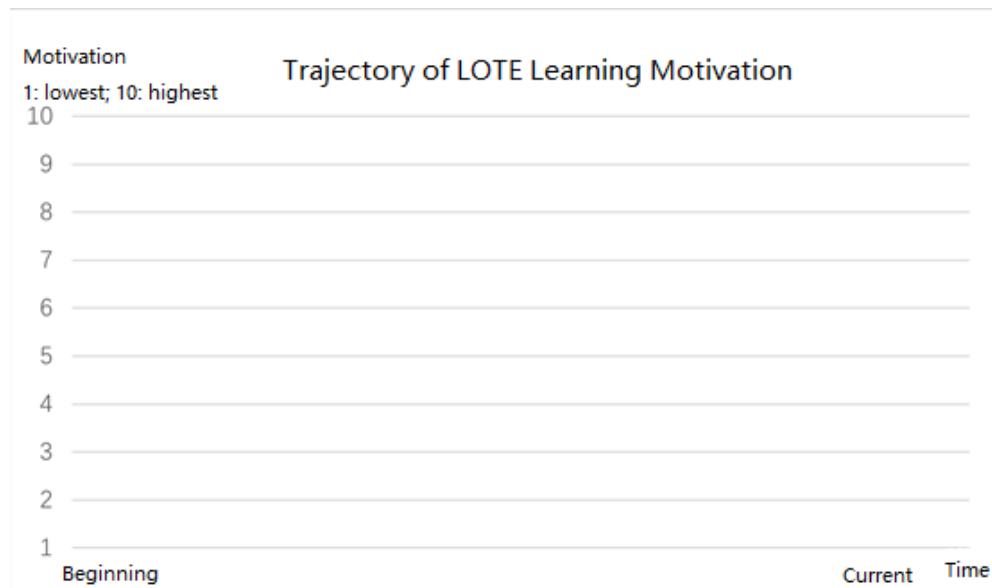 Motivation
Trajectory of LOTE Learning Motivation
1: lowest; 10: highest
10
9
8
7
6
5
4
3
2
1
Beginning
Current
Time